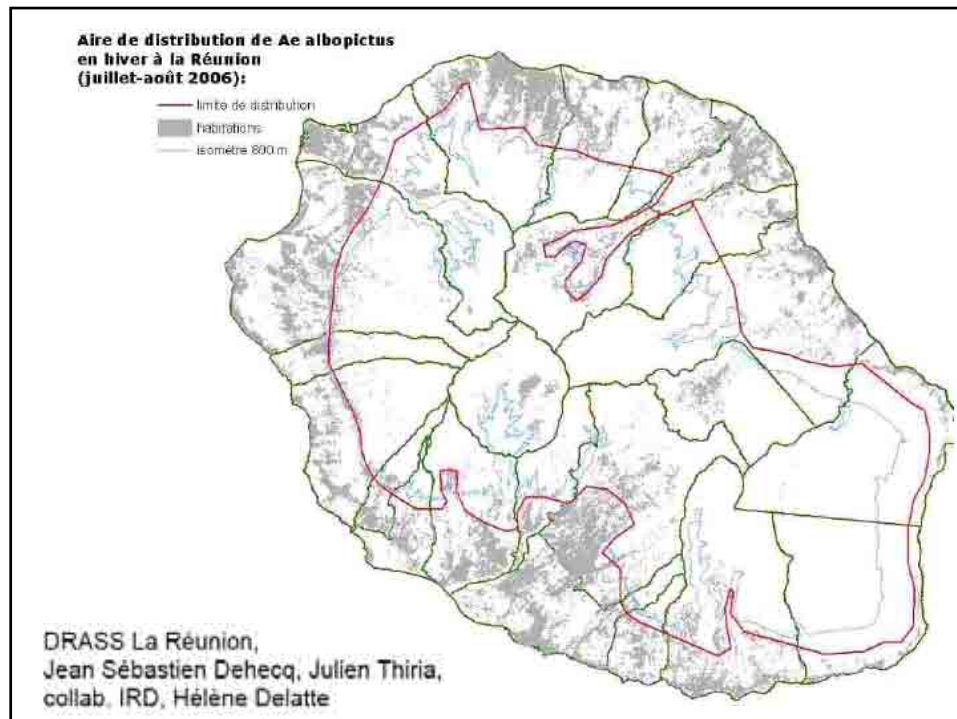 Aire de distribution de Ae albopictus
en hiver à la Réunion
(juillet-août 2006):
limite de distribution
habitations
isomètre 800 m
DRASS La Réunion,
Jean Sébastien Dehecq, Julien Thiria,
collab. IRD, Hélène Delatte